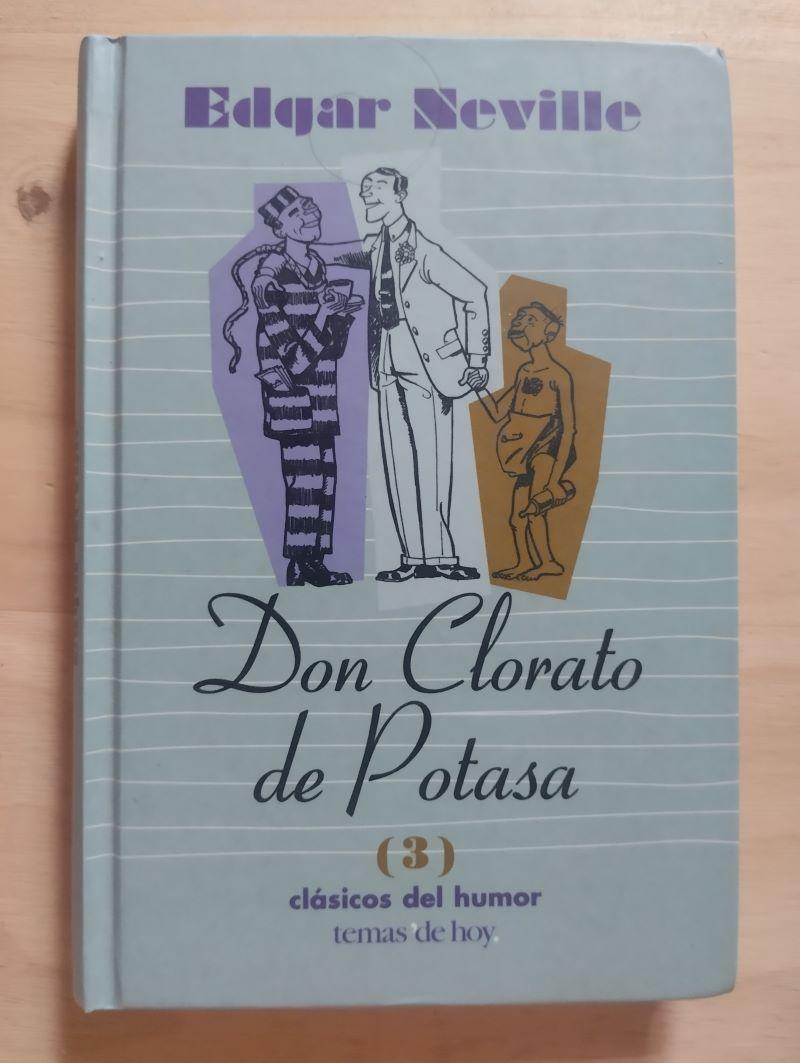 Edgar Neville
Don Clorato
de Potasa
(3)
clásicos del humor
temas de hoy.